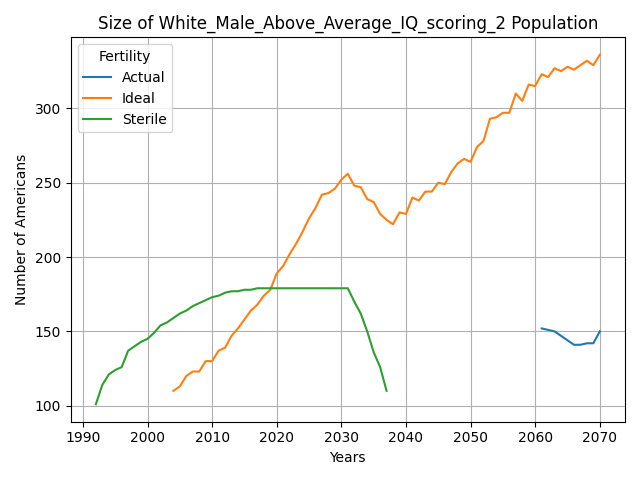 Size of White_Male_Above_Average_IQ_scoring_2 Population
Fertility
Actual
Ideal
Sterile
Number of Americans
300
250
200
150
100
1990 2000 2010 2020 2030 2040 2050 2060 2070
Years